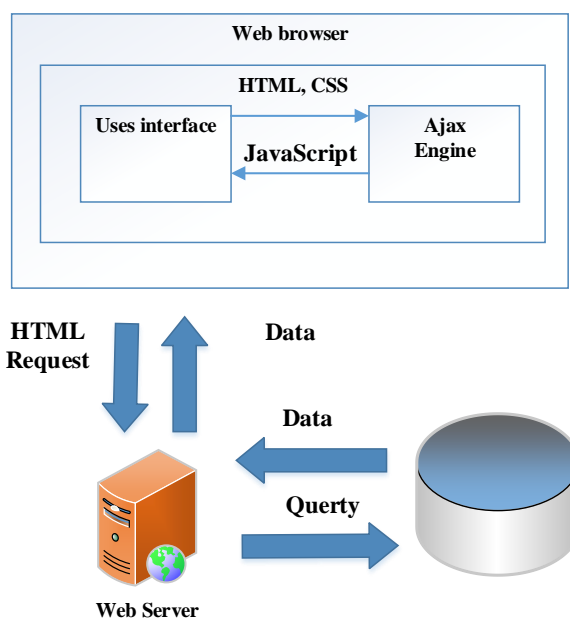 Web browser
HTML, CSS
Uses interface
Ajax
Engine
JavaScript
HTML
Request
Data
Data
Querty
Web Server